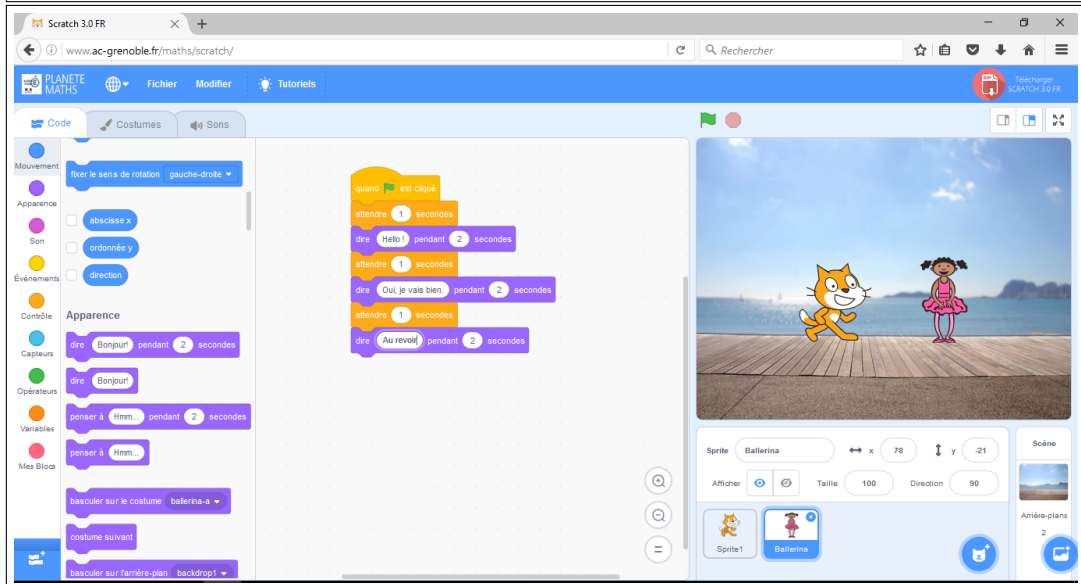 Scratch 3.0 FR
www.ac-grenoble.fr/maths/scratch/
Rechercher
PLANETE
MATHS
Fichier
Modifier
Tutoriels
Télécharger
SCRATCH 3.0 FR
Code
Costumes
Sons
Mouvement
Apparence
Son
Événements
Contrôle
Capteurs
Opérateurs
Variables
Mes Blocs
fixer le sens de rotation gauche-droite
abscisse x
ordonnée y
direction
Apparence
dire Bonjour! pendant 2 secondes
dire Bonjour!
penser à Hmm... pendant 2 secondes
penser à Hmm...
basculer sur le costume ballerina-a
costume suivant
basculer sur l'arrière-plan backdrop1
quand est cliqué
attendre 1 secondes
dire Hello ! pendant 2 secondes
attendre 1 secondes
dire Oui, je vais bien. pendant 2 secondes
attendre 1 secondes
dire Au revoir pendant 2 secondes
Sprite Ballerina x 78 y -21
Afficher Taille 100 Direction 90
Sprite1
Ballerina
Scène
Arrière-plans
2